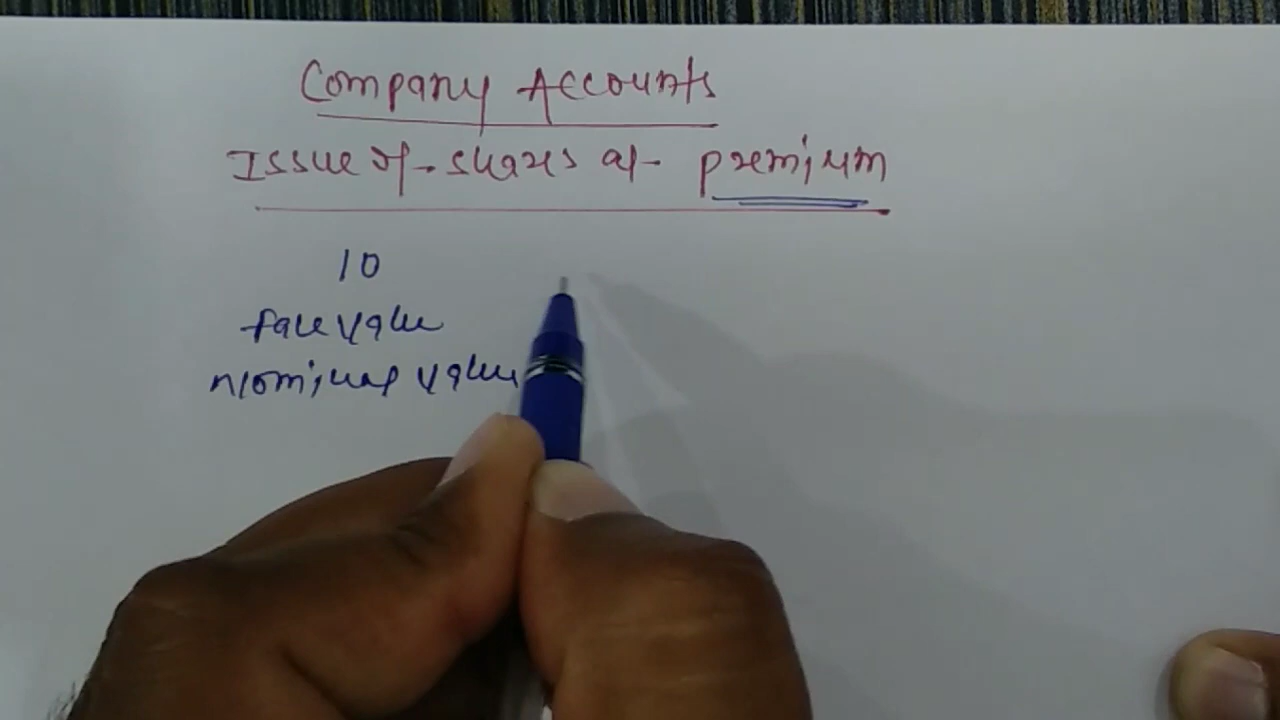 Company Accounts
Issue of shares at premium
10
face value
nominal value